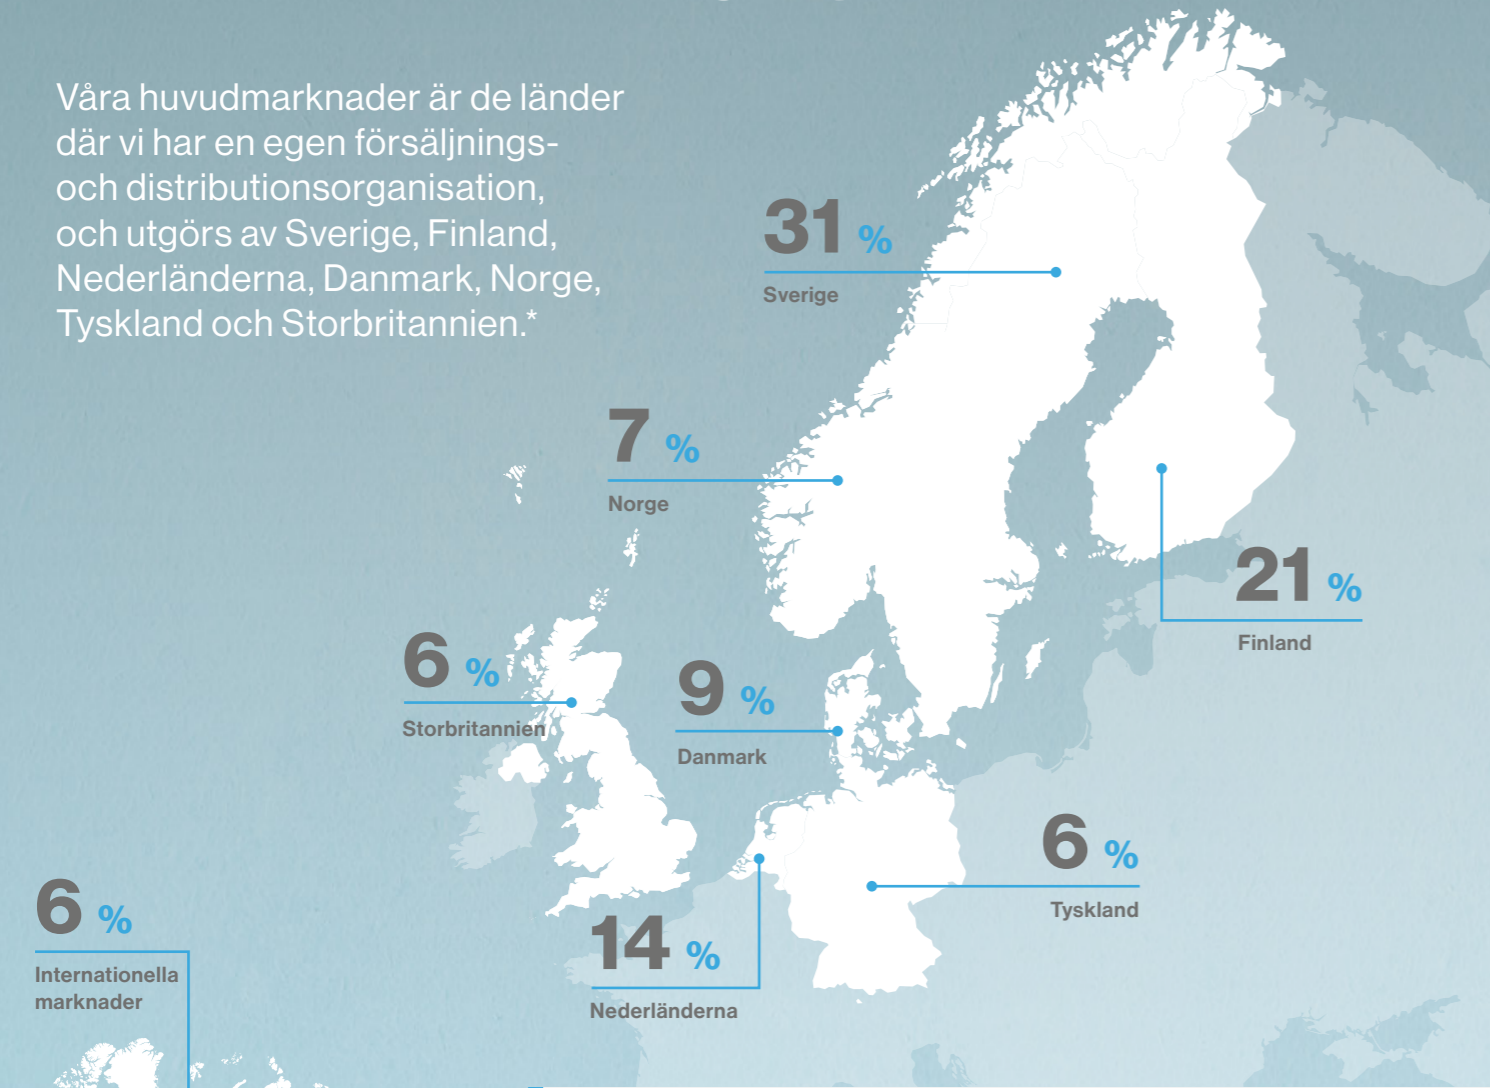 Våra huvudmarknader är de länder
där vi har en egen försäljnings-
och distributionsorganisation,
och utgörs av Sverige, Finland,
Nederländerna, Danmark, Norge,
Tyskland och Storbritannien.*
31 %
Sverige
7 %
Norge
21 %
Finland
6 %
Storbritannien
9 %
Danmark
6 %
Tyskland
14 %
Nederländerna
6 %
Internationella
marknader